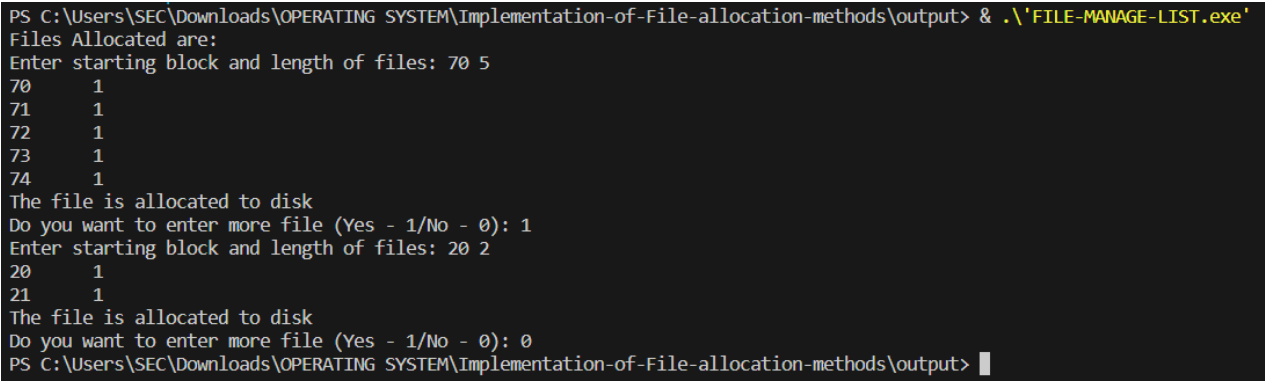 PS C:\Users\SEC\Downloads\OPERATING SYSTEM\Implementation-of-File-allocation-methods\output> & .\'FILE-MANAGE-LIST.exe'
Files Allocated are:
Enter starting block and length of files: 70 5
70      1
71      1
72      1
73      1
74      1
The file is allocated to disk
Do you want to enter more file (Yes - 1/No - 0): 1
Enter starting block and length of files: 20 2
20      1
21      1
The file is allocated to disk
Do you want to enter more file (Yes - 1/No - 0): 0
PS C:\Users\SEC\Downloads\OPERATING SYSTEM\Implementation-of-File-allocation-methods\output>